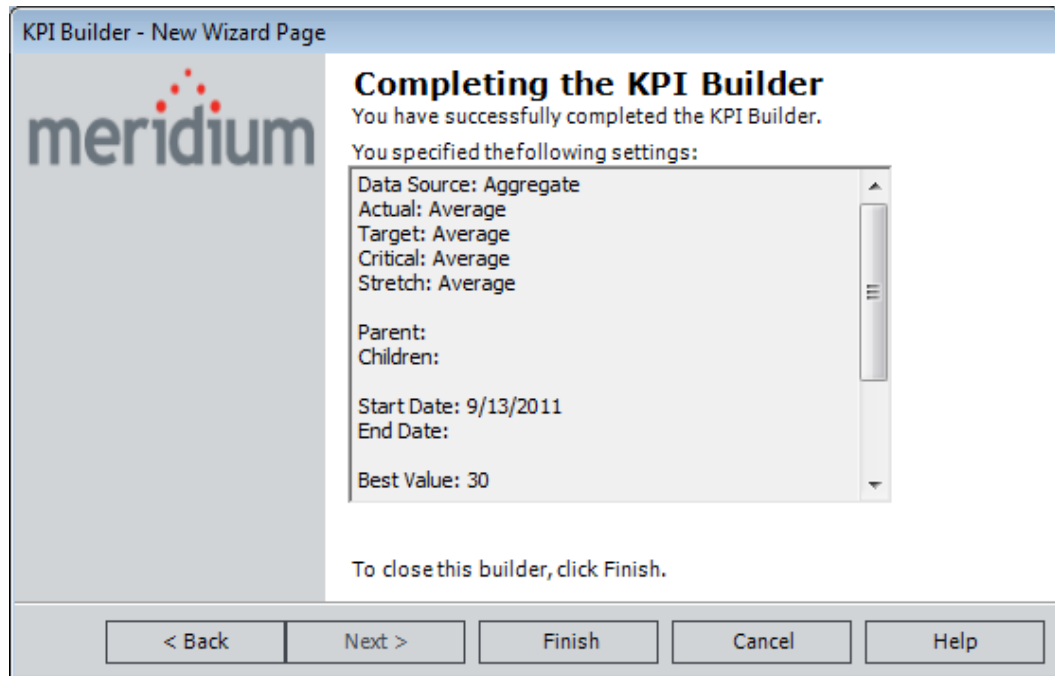 KPI Builder - New Wizard Page
meridium
Completing the KPI Builder
You have successfully completed the KPI Builder.
You specified thefollowing settings:
Data Source: Aggregate
Actual: Average
Target: Average
Critical: Average
Stretch: Average
Parent:
Children:
Start Date: 9/13/2011
End Date:
Best Value: 30
To close this builder, click Finish.
< Back
Next >
Finish
Cancel
Help